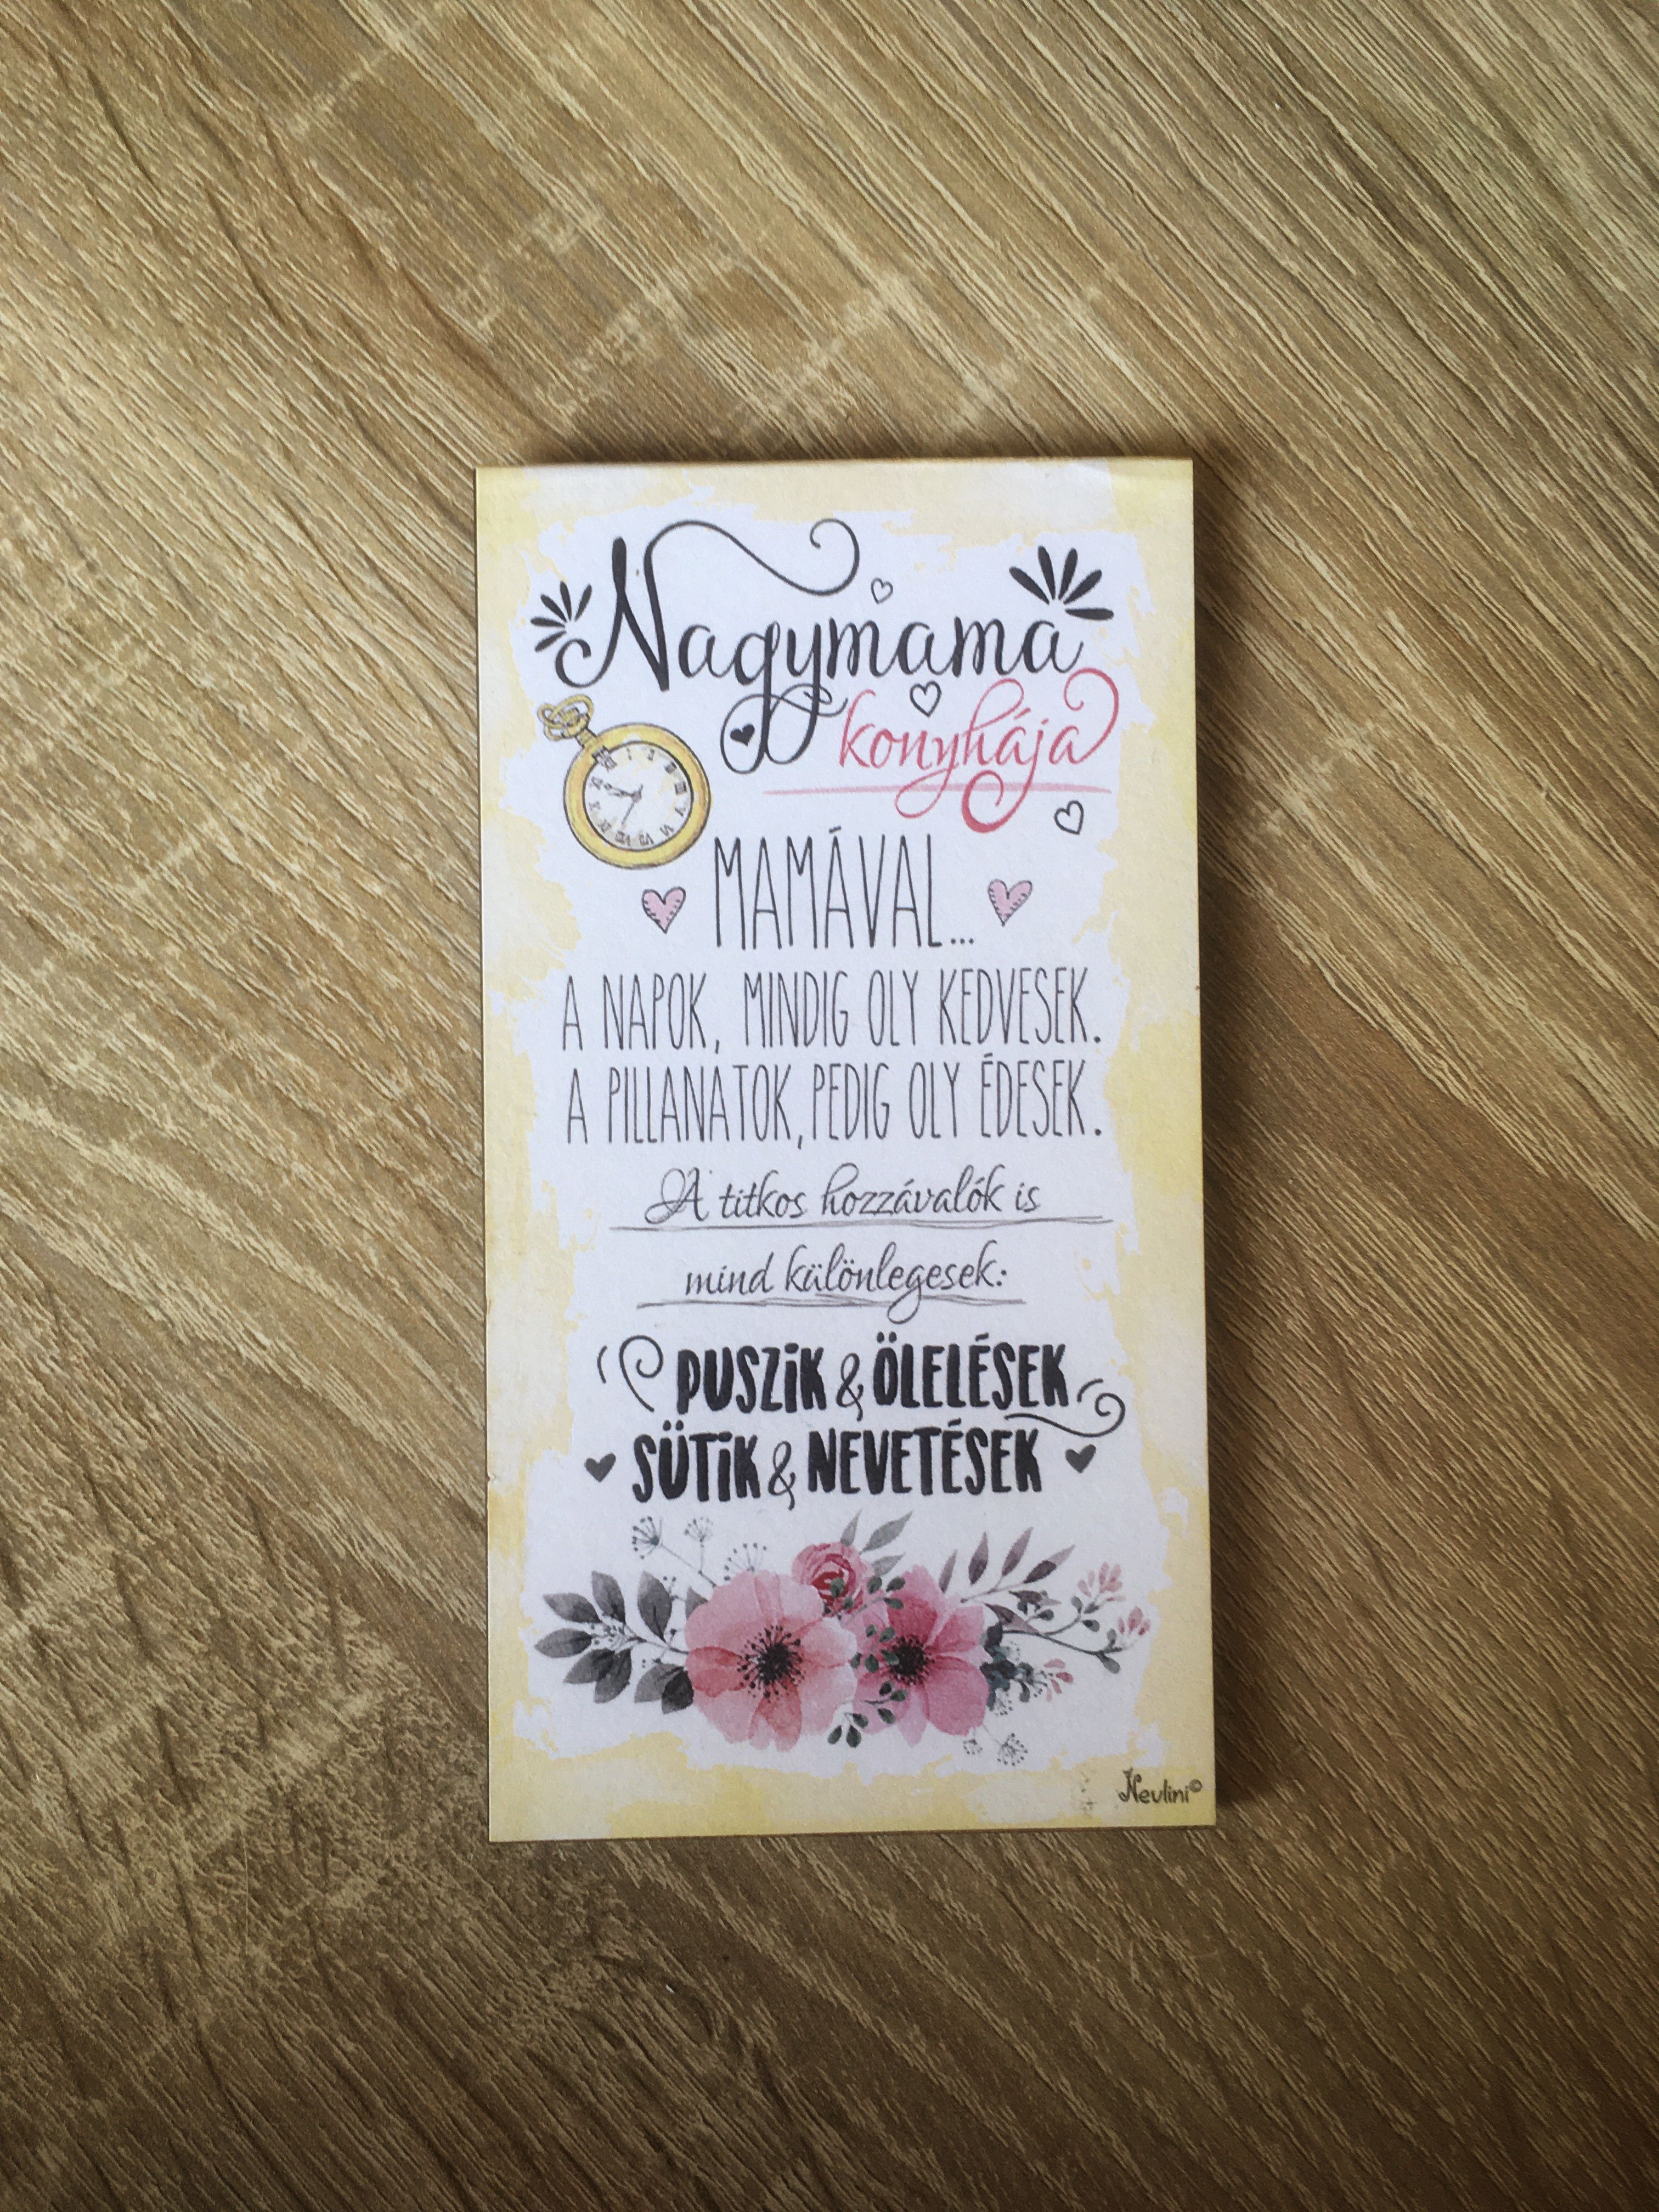 Nagymama
konyhája
MAMÁVAL...
A NAPOK, MINDIG OLY KEDVESEK.
A PILLANATOK, PEDIG OLY ÉDESEK.
A titkos hozzávalók is
mind különlegesek:
PUSZIK & ÖLELÉSEK
SÜTIK & NEVETÉSEK
Nevlini©